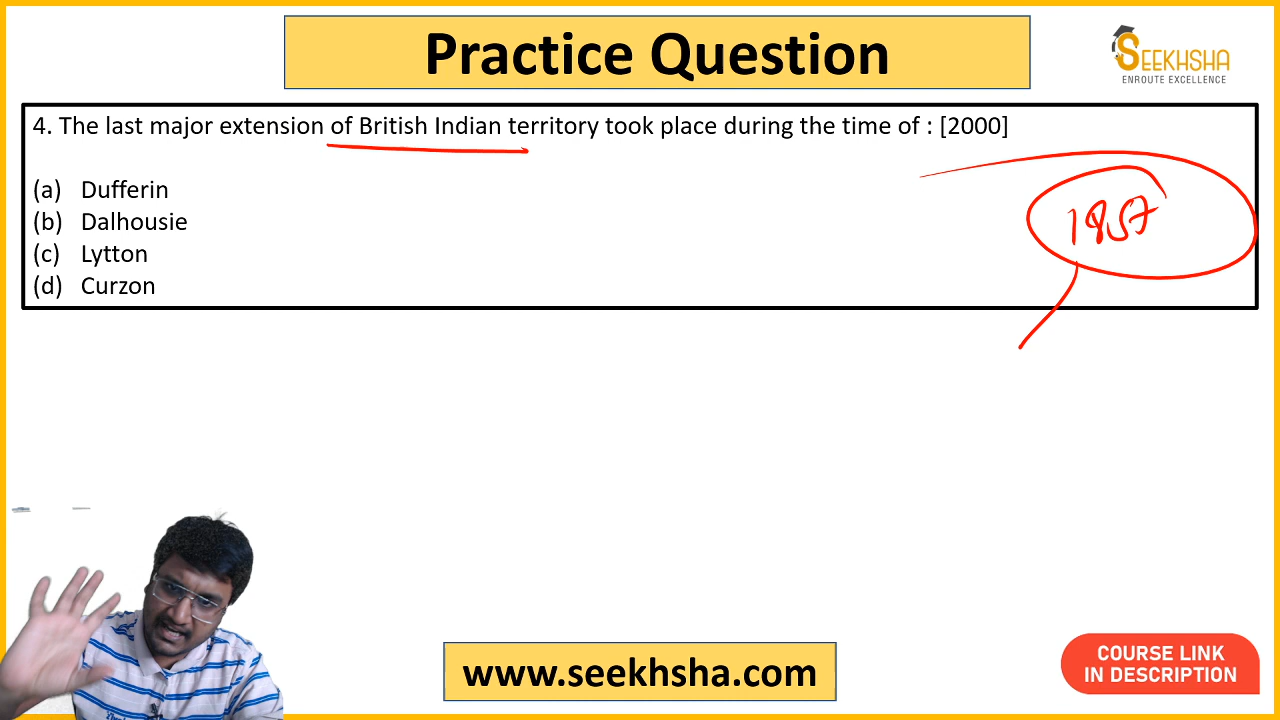 Practice Question
SEEKHSHA
ENROUTE EXCELLENCE
4. The last major extension of British Indian territory took place during the time of : [2000]
(a) Dufferin
(b) Dalhousie
(c) Lytton
(d) Curzon
1857
www.seekhsha.com
COURSE LINK
IN DESCRIPTION